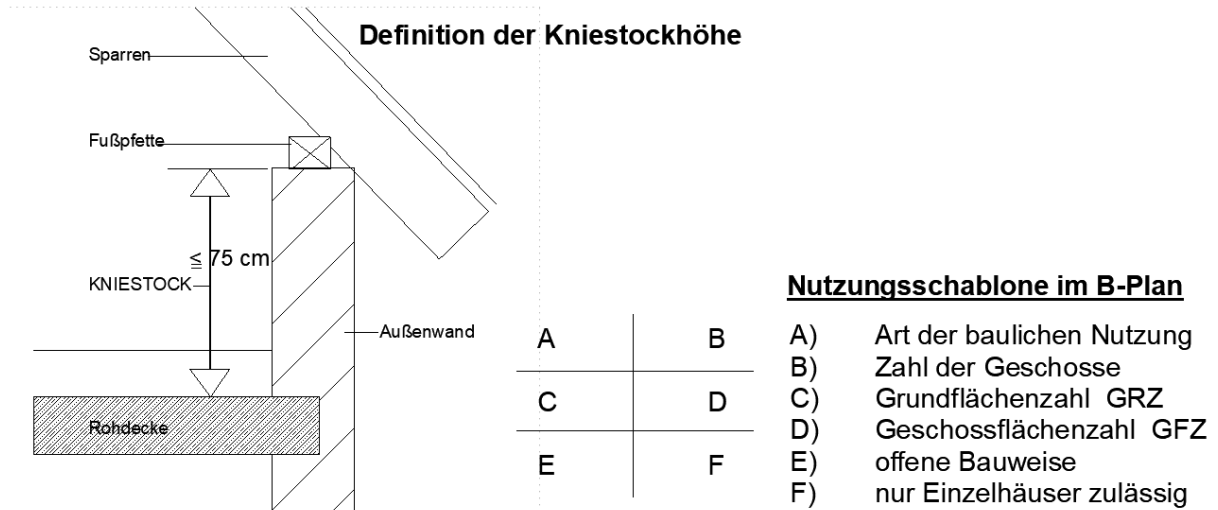 Definition der Kniestockhöhe
Sparren
Fußpfette
≦ 75 cm
KNIESTOCK
Außenwand
Rohdecke
A B
C D
E F
Nutzungsschablone im B-Plan
A) Art der baulichen Nutzung
B) Zahl der Geschosse
C) Grundflächenzahl GRZ
D) Geschossflächenzahl GFZ
E) offene Bauweise
F) nur Einzelhäuser zulässig